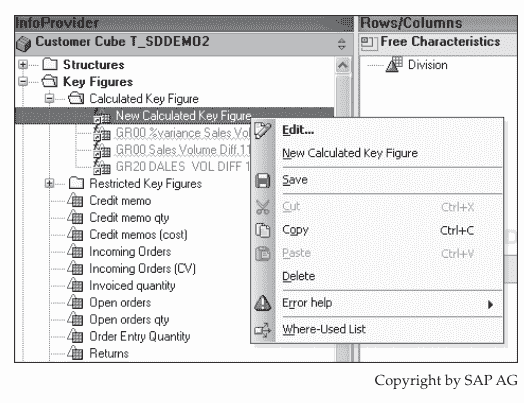 InfoProvider
Rows/Columns
Customer Cube T_SDDEMO2
Free Characteristics
Structures
Division
Key Figures
Calculated Key Figure
New Calculated Key Figure
GR00 %variance Sales Vol
GR00 Sales Volume Diff.11
GR20 DALES VOL DIFF 1
Restricted Key Figures
Credit memo
Credit memo qty
Credit memos (cost)
Incoming Orders
Incoming Orders (CV)
Invoiced quantity
Open orders
Open orders qty
Order Entry Quantity
Returns
Edit...
New Calculated Key Figure
Save
Cut Ctrl+X
Copy Ctrl+C
Paste Ctrl+V
Delete
Error help
Where-Used List
Copyright by SAP AG